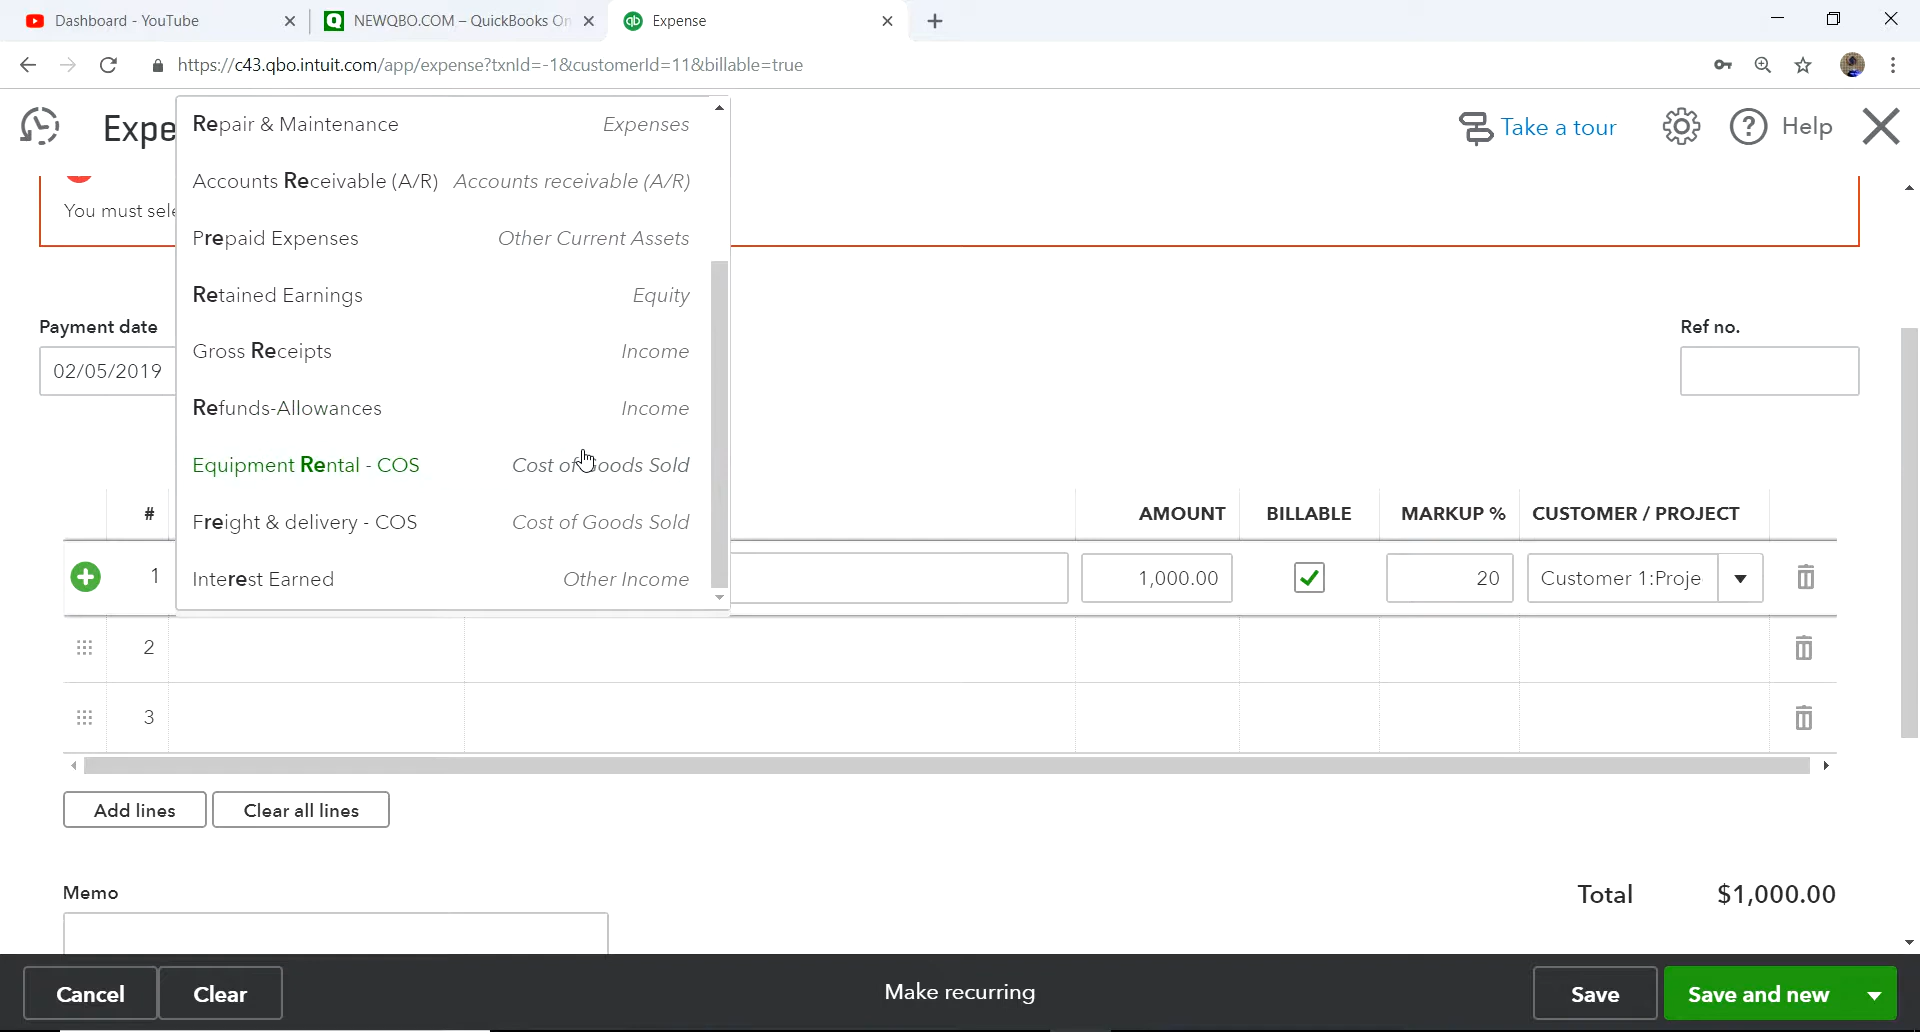 Dashboard - YouTube
NEWQBO.COM – QuickBooks On
Expense
https://c43.qbo.intuit.com/app/expense?txnId=-1&customerId=11&billable=true
Expe
Take a tour
Help
You must sele
Repair & Maintenance Expenses
Accounts Receivable (A/R) Accounts receivable (A/R)
Prepaid Expenses Other Current Assets
Retained Earnings Equity
Gross Receipts Income
Refunds-Allowances Income
Equipment Rental - COS Cost of Goods Sold
Freight & delivery - COS Cost of Goods Sold
Interest Earned Other Income
Payment date
02/05/2019
Ref no.
# AMOUNT BILLABLE MARKUP % CUSTOMER / PROJECT
1 1,000.00 20 Customer 1:Proje
2
3
Add lines Clear all lines
Memo
Total $1,000.00
Cancel Clear Make recurring Save Save and new